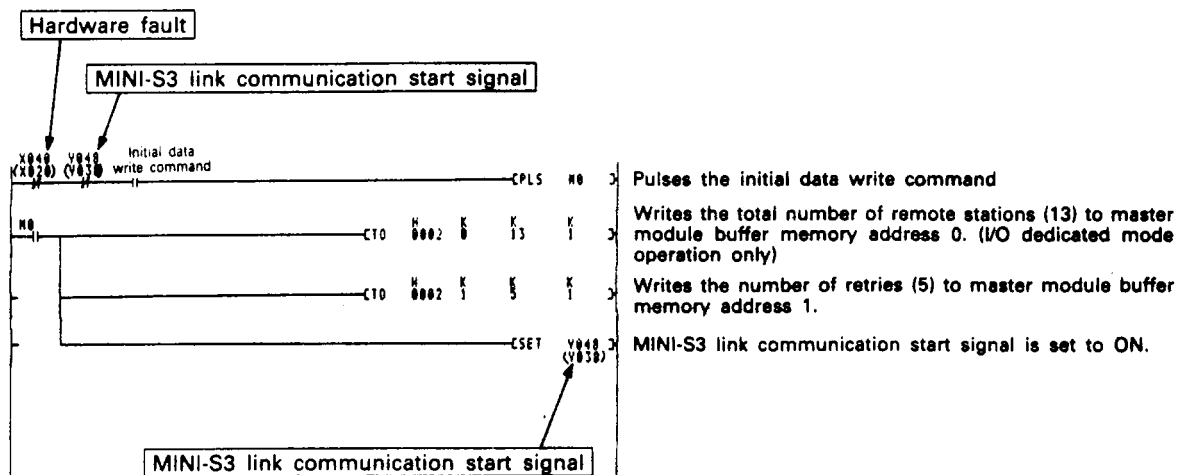 Hardware fault
MINI-S3 link communication start signal
X040 Y048 Initial data
(X020) (Y038) write command
[PLS M0 ] Pulses the initial data write command
M0
[TO H0002 K0 K13 K1 ] Writes the total number of remote stations (13) to master
module buffer memory address 0. (I/O dedicated mode
operation only)
[TO H0002 K1 K5 K1 ] Writes the number of retries (5) to master module buffer
memory address 1.
[SET Y048 ] MINI-S3 link communication start signal is set to ON.
(Y038)
MINI-S3 link communication start signal